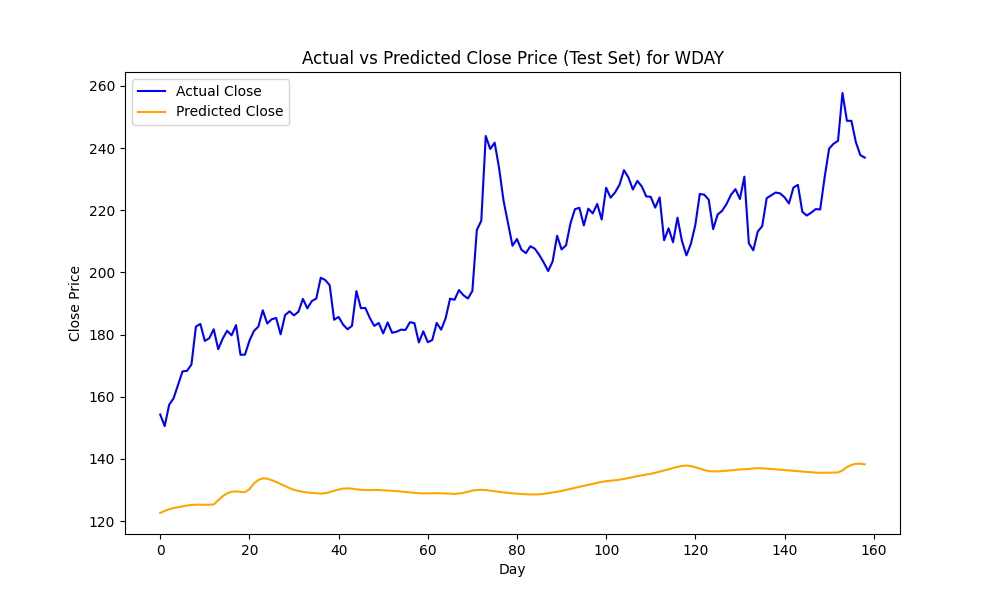 Actual vs Predicted Close Price (Test Set) for WDAY
Actual Close
Predicted Close
Close Price
260
240
220
200
180
160
140
120
0 20 40 60 80 100 120 140 160
Day